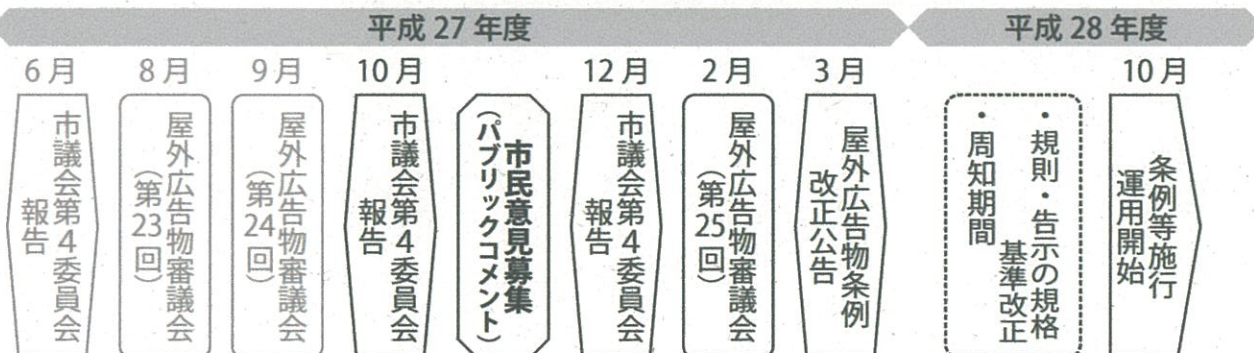 平成27年度
平成28年度
6月
8月
9月
10月
12月
2月
3月
10月
市議会第4委員会
報告
屋外広告物審議会
（第23回）
屋外広告物審議会
（第24回）
市議会第4委員会
報告
市民意見募集
（パブリックコメント）
市議会第4委員会
報告
屋外広告物審議会
（第25回）
屋外広告物条例
改正公告
・規則・告示の規格
基準改正
・周知期間
条例等施行
運用開始